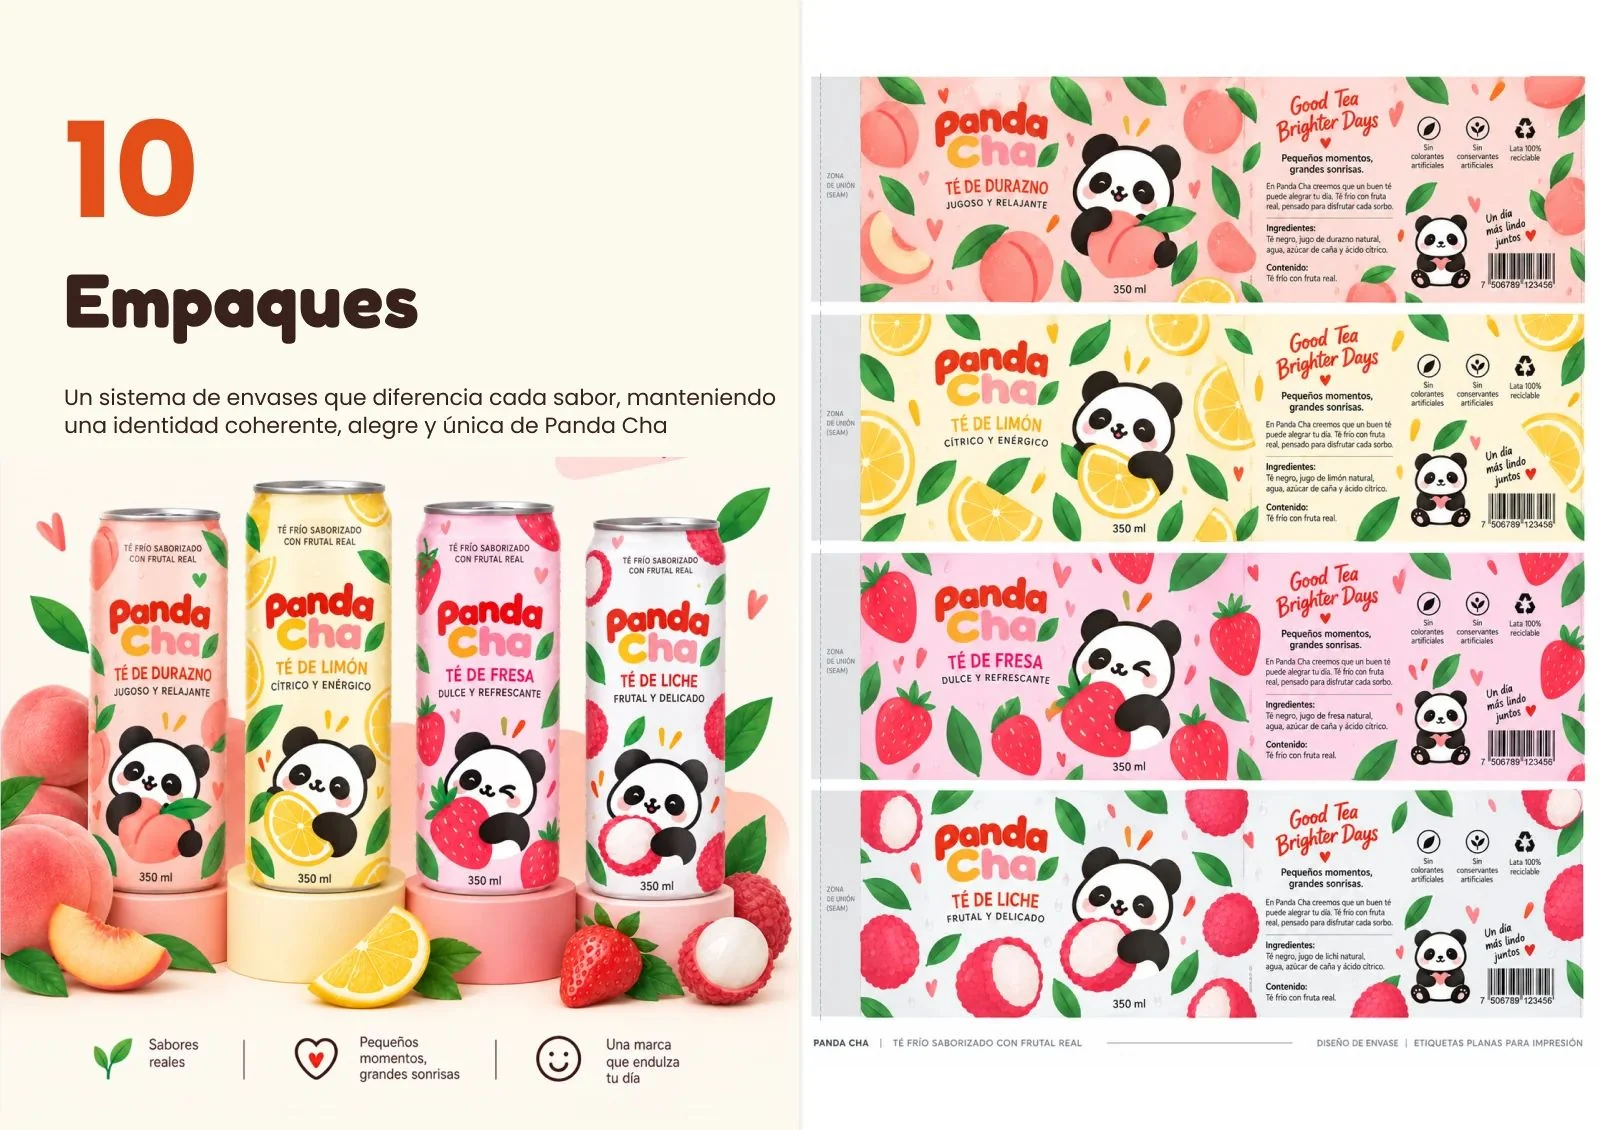 10
Empaques
Un sistema de envases que diferencia cada sabor, manteniendo
una identidad coherente, alegre y única de Panda Cha
TÉ FRÍO SABORIZADO
CON FRUTAL REAL
Panda
Cha
TÉ DE DURAZNO
JUGOSO Y RELAJANTE
350 ml
TÉ FRÍO SABORIZADO
CON FRUTAL REAL
Panda
Cha
TÉ DE LIMÓN
CÍTRICO Y ENÉRGICO
350 ml
TÉ FRÍO SABORIZADO
CON FRUTAL REAL
Panda
Cha
TÉ DE FRESA
DULCE Y REFRESCANTE
350 ml
TÉ FRÍO SABORIZADO
CON FRUTAL REAL
Panda
Cha
TÉ DE LICHE
FRUTAL Y DELICADO
350 ml
Sabores
reales
Pequeños
momentos,
grandes sonrisas
Una marca
que endulza
tu día
ZONA
DE UNIÓN
(SEAM)
Panda
Cha
TÉ DE DURAZNO
JUGOSO Y RELAJANTE
350 ml
Good Tea
Brighter Days
Pequeños momentos,
grandes sonrisas.
En Panda Cha creemos que un buen té
puede alegrar tu día. Té frío con fruta
real, pensado para disfrutar cada sorbo.
Ingredientes:
Té negro, jugo de durazno natural,
agua, azúcar de caña y ácido cítrico.
Contenido:
Té frío con fruta real.
Sin
colorantes
artificiales
Sin
conservantes
artificiales
Lata 100%
reciclable
Un día
más lindo
juntos
7 506789 123456
ZONA
DE UNIÓN
(SEAM)
Panda
Cha
TÉ DE LIMÓN
CÍTRICO Y ENÉRGICO
350 ml
Good Tea
Brighter Days
Pequeños momentos,
grandes sonrisas.
En Panda Cha creemos que un buen té
puede alegrar tu día. Té frío con fruta
real, pensado para disfrutar cada sorbo.
Ingredientes:
Té negro, jugo de limón natural,
agua, azúcar de caña y ácido cítrico.
Contenido:
Té frío con fruta real.
Sin
colorantes
artificiales
Sin
conservantes
artificiales
Lata 100%
reciclable
Un día
más lindo
juntos
7 506789 123456
ZONA
DE UNIÓN
(SEAM)
Panda
Cha
TÉ DE FRESA
DULCE Y REFRESCANTE
350 ml
Good Tea
Brighter Days
Pequeños momentos,
grandes sonrisas.
En Panda Cha creemos que un buen té
puede alegrar tu día. Té frío con fruta
real, pensado para disfrutar cada sorbo.
Ingredientes:
Té negro, jugo de fresa natural,
agua, azúcar de caña y ácido cítrico.
Contenido:
Té frío con fruta real.
Sin
colorantes
artificiales
Sin
conservantes
artificiales
Lata 100%
reciclable
Un día
más lindo
juntos
7 506789 123456
ZONA
DE UNIÓN
(SEAM)
Panda
Cha
TÉ DE LICHE
FRUTAL Y DELICADO
350 ml
Good Tea
Brighter Days
Pequeños momentos,
grandes sonrisas.
En Panda Cha creemos que un buen té
puede alegrar tu día. Té frío con fruta
real, pensado para disfrutar cada sorbo.
Ingredientes:
Té negro, jugo de lichi natural,
agua, azúcar de caña y ácido cítrico.
Contenido:
Té frío con fruta real.
Sin
colorantes
artificiales
Sin
conservantes
artificiales
Lata 100%
reciclable
Un día
más lindo
juntos
7 506789 123456
PANDA CHA | TÉ FRÍO SABORIZADO CON FRUTAL REAL
DISEÑO DE ENVASE | ETIQUETAS PLANAS PARA IMPRESIÓN